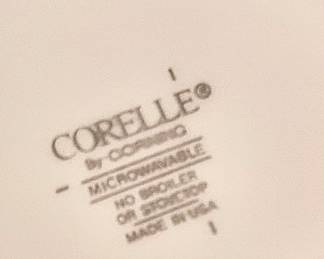 CORELLE®
By CORNING
MICROWAVABLE
NO BROILER
OR STOVETOP
MADE IN USA